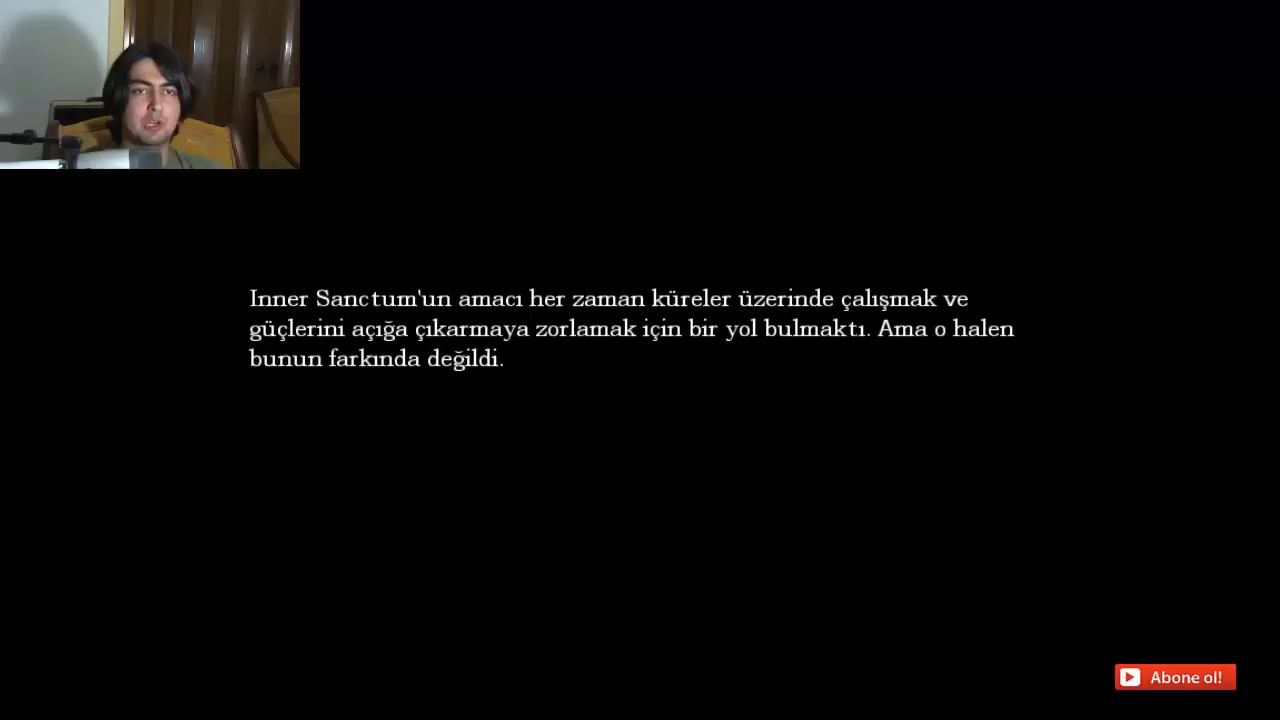 Inner Sanctum'un amacı her zaman küreler üzerinde çalışmak ve
güçlerini açığa çıkarmaya zorlamak için bir yol bulmaktı. Ama o halen
bunun farkında değildi.
Abone ol!